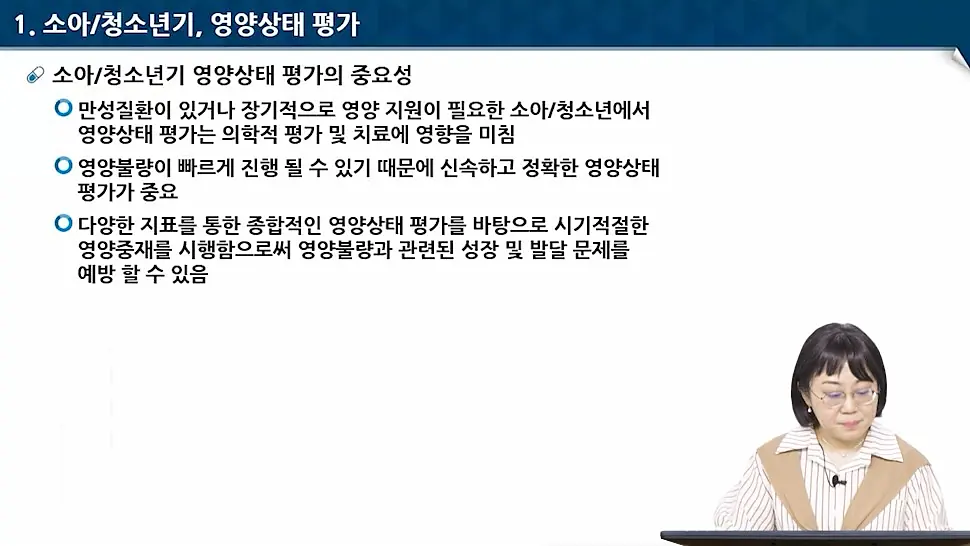 1. 소아/청소년기, 영양상태 평가
소아/청소년기 영양상태 평가의 중요성
만성질환이 있거나 장기적으로 영양 지원이 필요한 소아/청소년에서
영양상태 평가는 의학적 평가 및 치료에 영향을 미침
영양불량이 빠르게 진행 될 수 있기 때문에 신속하고 정확한 영양상태
평가가 중요
다양한 지표를 통한 종합적인 영양상태 평가를 바탕으로 시기적절한
영양중재를 시행함으로써 영양불량과 관련된 성장 및 발달 문제를
예방 할 수 있음